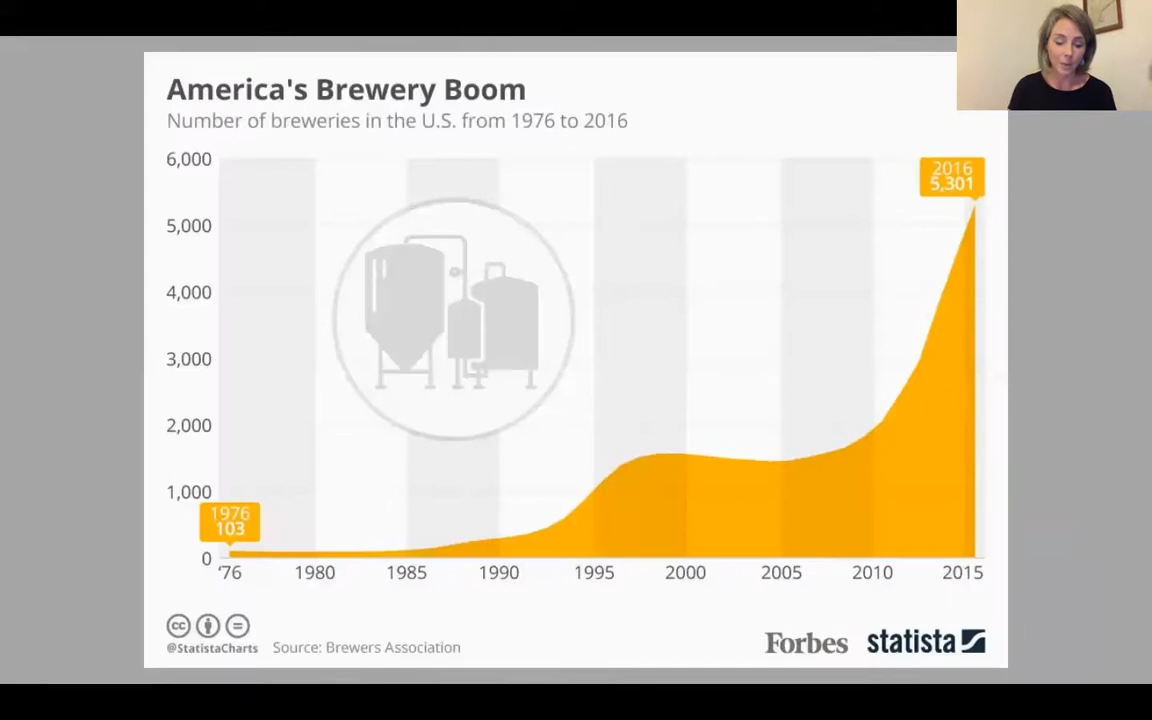 America's Brewery Boom
Number of breweries in the U.S. from 1976 to 2016
6,000
5,000
4,000
3,000
2,000
1,000
0
2016
5,301
1976
103
'76 1980 1985 1990 1995 2000 2005 2010 2015
cc
@StatistaCharts Source: Brewers Association
Forbes statista